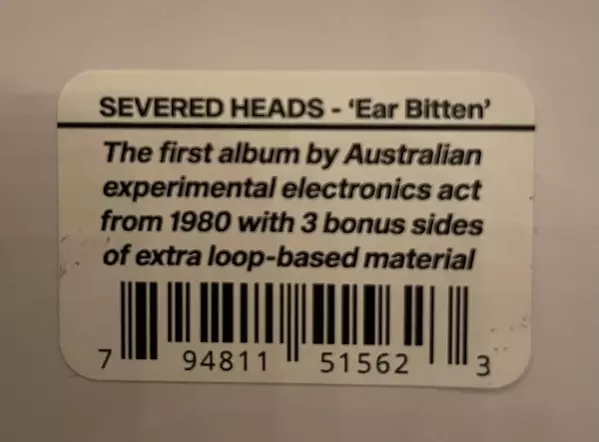 SEVERED HEADS - ‘Ear Bitten’
The first album by Australian
experimental electronics act
from 1980 with 3 bonus sides
of extra loop-based material
7 94811 51562 3